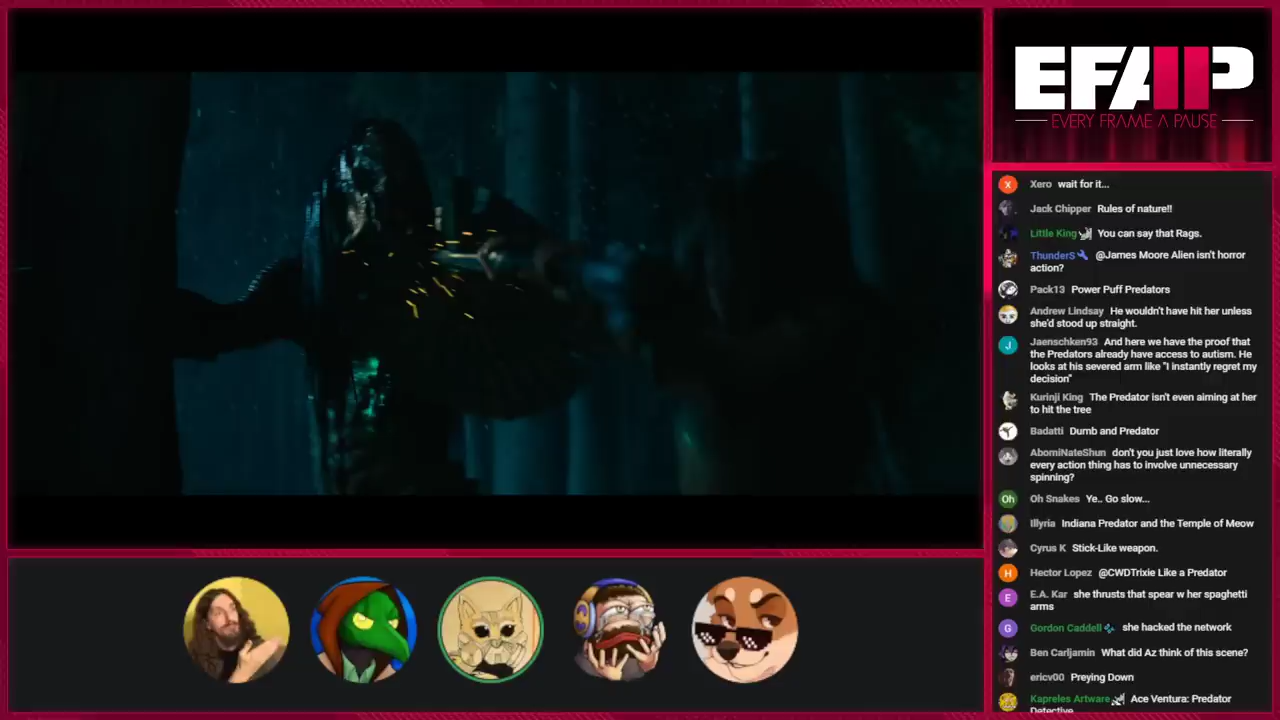 EFAP
EVERY FRAME A PAUSE
X Xero wait for it...
Jack Chipper Rules of nature!!
Little King You can say that Rags.
ThunderS @James Moore Alien isn't horror
action?
Pack13 Power Puff Predators
Andrew Lindsay He wouldn't have hit her unless
she'd stood up straight.
J Jaenschken93 And here we have the proof that
the Predators already have access to autism. He
looks at his severed arm like "I instantly regret my
decision"
Kurinji King The Predator isn't even aiming at her
to hit the tree
Badatti Dumb and Predator
AbomiNateShun don't you just love how literally
every action thing has to involve unnecessary
spinning?
Oh Oh Snakes Ye.. Go slow...
Illyria Indiana Predator and the Temple of Meow
Cyrus K Stick-Like weapon.
H Hector Lopez @CWDTrixie Like a Predator
E E.A. Kar she thrusts that spear w her spaghetti
arms
G Gordon Caddell she hacked the network
Ben Carljamin What did Az think of this scene?
ericv00 Preying Down
Kapreles Artware Ace Ventura: Predator
Detective